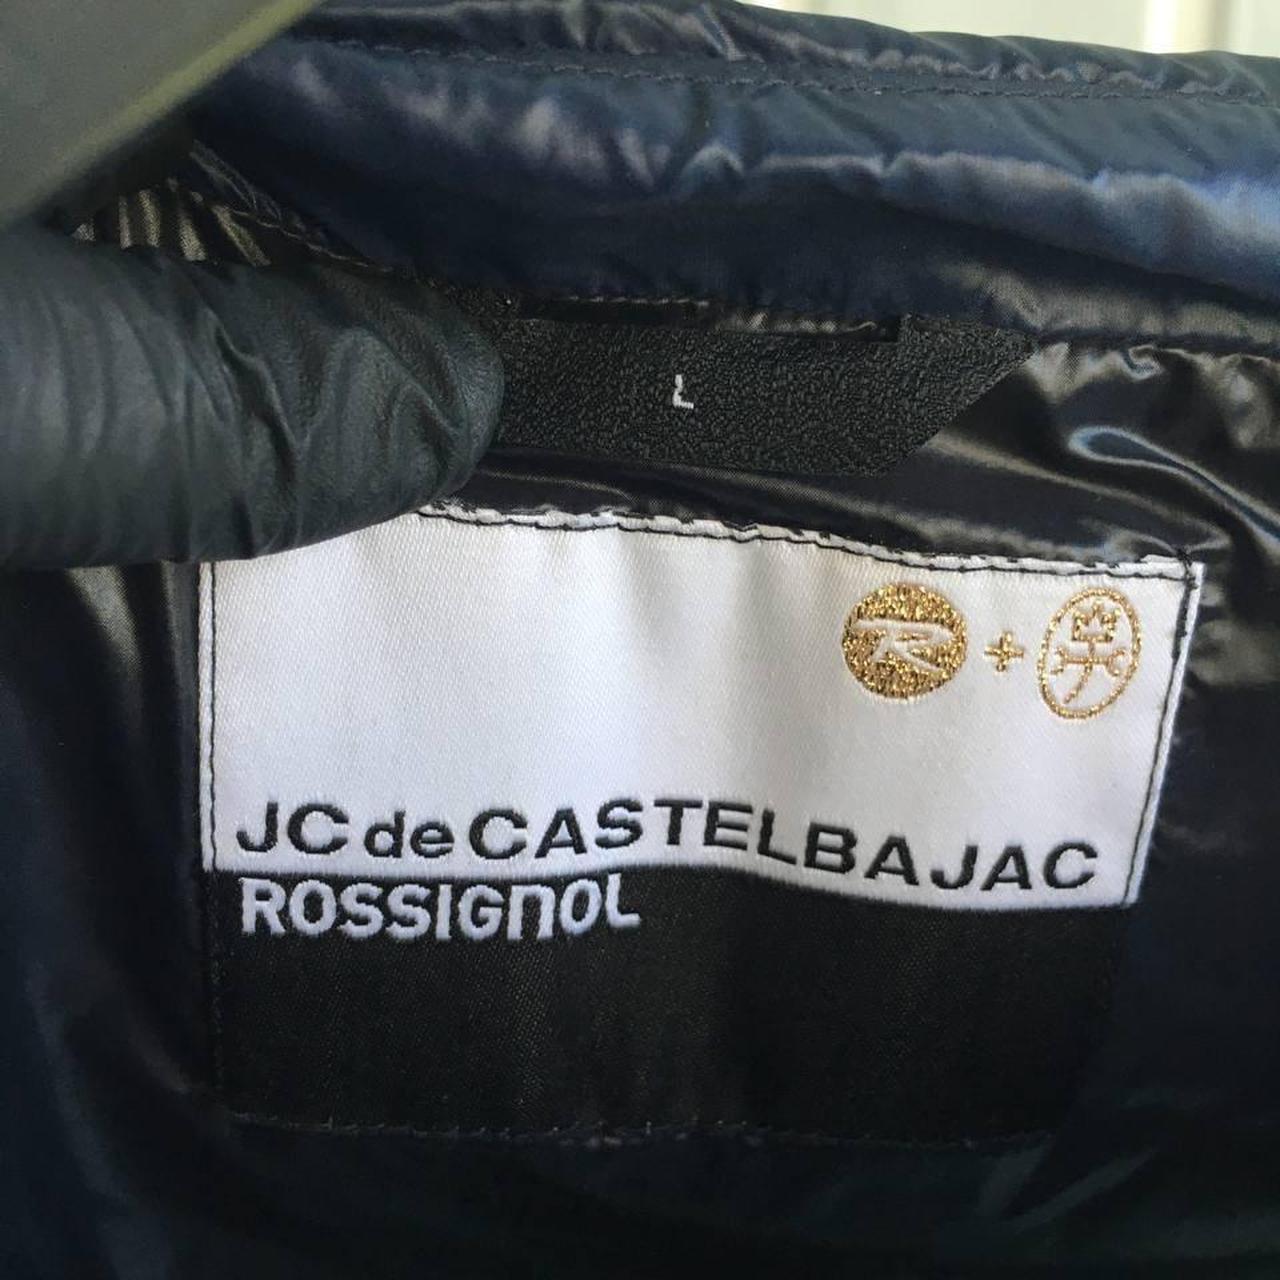 L
R +
JC de CASTELBAJAC
ROSSIGNOL